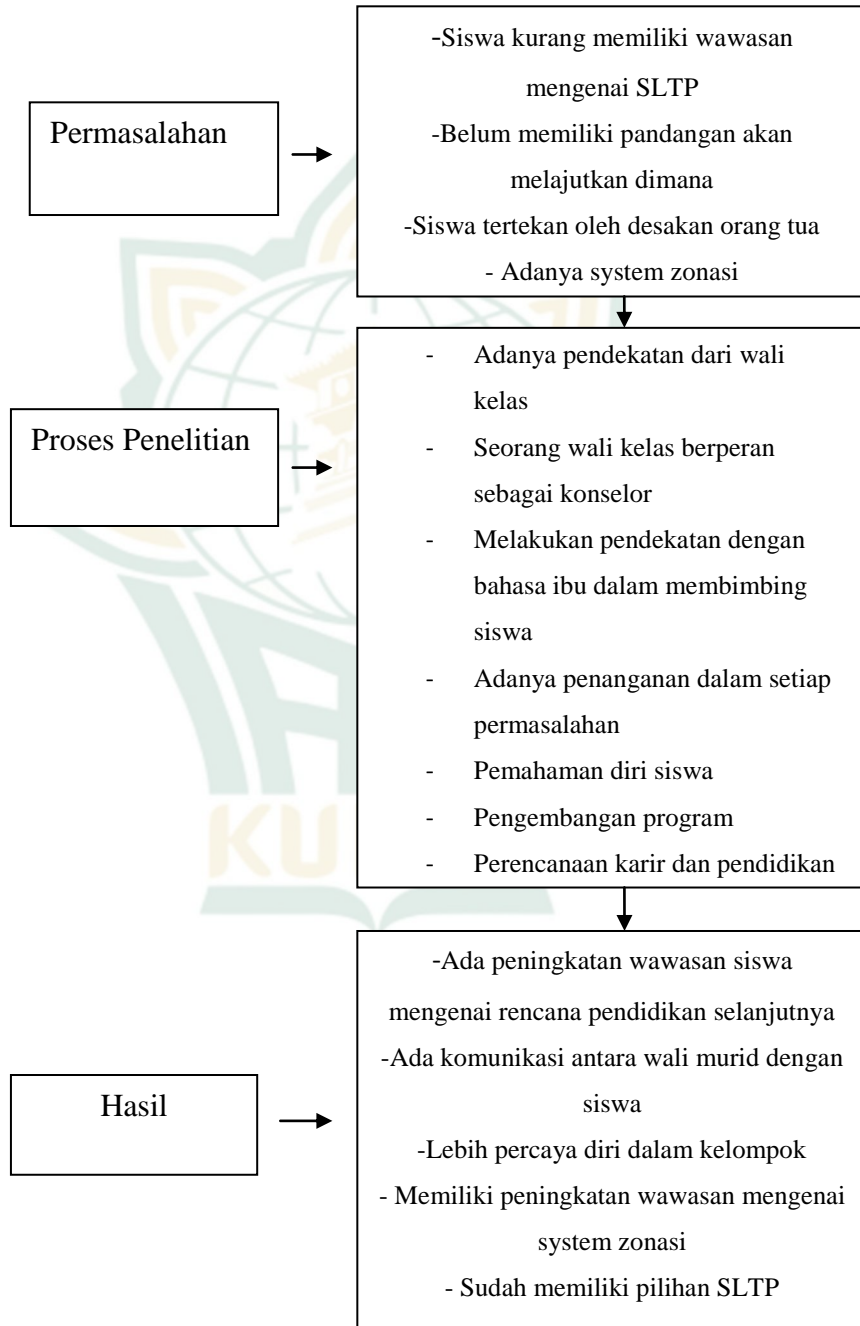 Permasalahan
-Siswa kurang memiliki wawasan
mengenai SLTP
-Belum memiliki pandangan akan
melajutkan dimana
-Siswa tertekan oleh desakan orang tua
- Adanya system zonasi
Proses Penelitian
- Adanya pendekatan dari wali
kelas
- Seorang wali kelas berperan
sebagai konselor
- Melakukan pendekatan dengan
bahasa ibu dalam membimbing
siswa
- Adanya penanganan dalam setiap
permasalahan
- Pemahaman diri siswa
- Pengembangan program
- Perencanaan karir dan pendidikan
KU
Hasil
-Ada peningkatan wawasan siswa
mengenai rencana pendidikan selanjutnya
-Ada komunikasi antara wali murid dengan
siswa
-Lebih percaya diri dalam kelompok
- Memiliki peningkatan wawasan mengenai
system zonasi
- Sudah memiliki pilihan SLTP